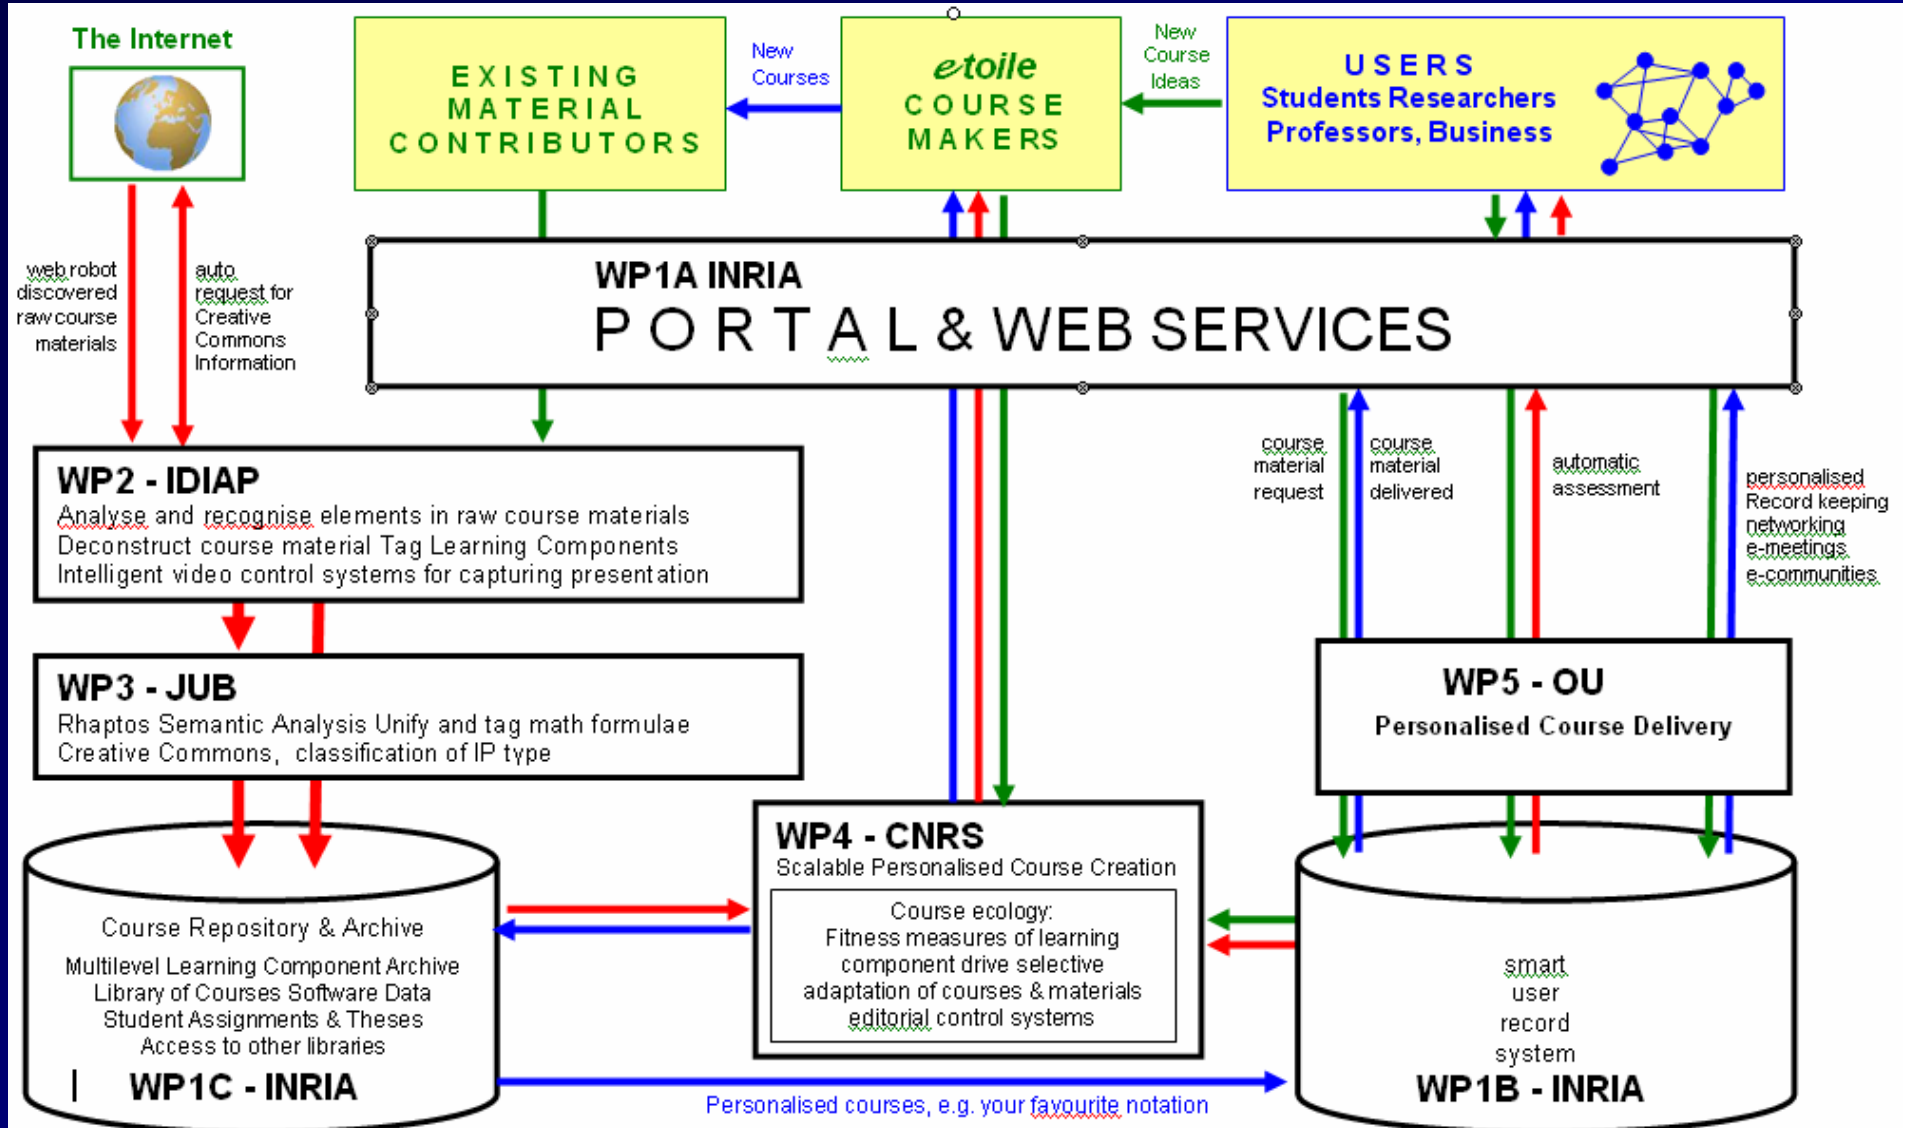 The Internet
EXISTING
MATERIAL
CONTRIBUTORS
New
Courses
etoile
COURSE
MAKERS
New
Course
Ideas
USERS
Students Researchers
Professors, Business
web robot
discovered
raw course
materials
auto
request for
Creative
Commons
Information
WP1A INRIA
PORTAL & WEB SERVICES
WP2 - IDIAP
Analyse and recognise elements in raw course materials
Deconstruct course material Tag Learning Components
Intelligent video control systems for capturing presentation
course
material
request
course
material
delivered
automatic
assessment
personalised
Record keeping
networking
e-meetings
e-communities
WP3 - JUB
Rhaptos Semantic Analysis Unify and tag math formulae
Creative Commons, classification of IP type
WP5 - OU
Personalised Course Delivery
WP4 - CNRS
Scalable Personalised Course Creation
Course ecology:
Fitness measures of learning
component drive selective
adaptation of courses & materials
editorial control systems
Course Repository & Archive
Multilevel Learning Component Archive
Library of Courses Software Data
Student Assignments & Theses
Access to other libraries
WP1C - INRIA
smart
user
record
system
WP1B - INRIA
Personalised courses, e.g. your favourite notation